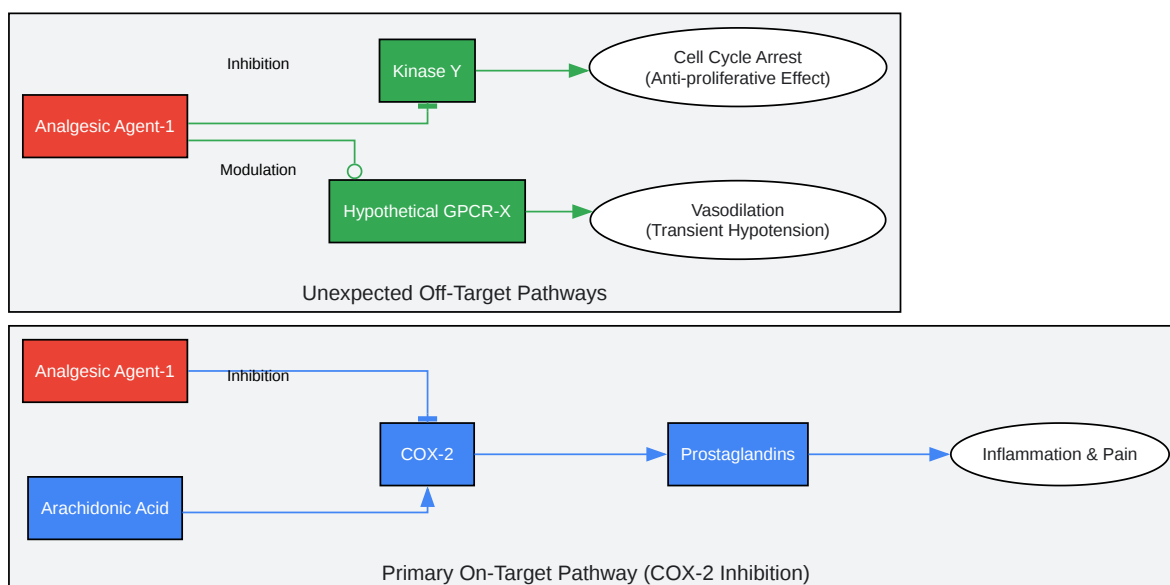 Inhibition
Kinase Y
Cell Cycle Arrest
(Anti-proliferative Effect)
Analgesic Agent-1
Modulation
Hypothetical GPCR-X
Vasodilation
(Transient Hypotension)
Unexpected Off-Target Pathways
Analgesic Agent-1
Inhibition
COX-2
Prostaglandins
Inflammation & Pain
Arachidonic Acid
Primary On-Target Pathway (COX-2 Inhibition)